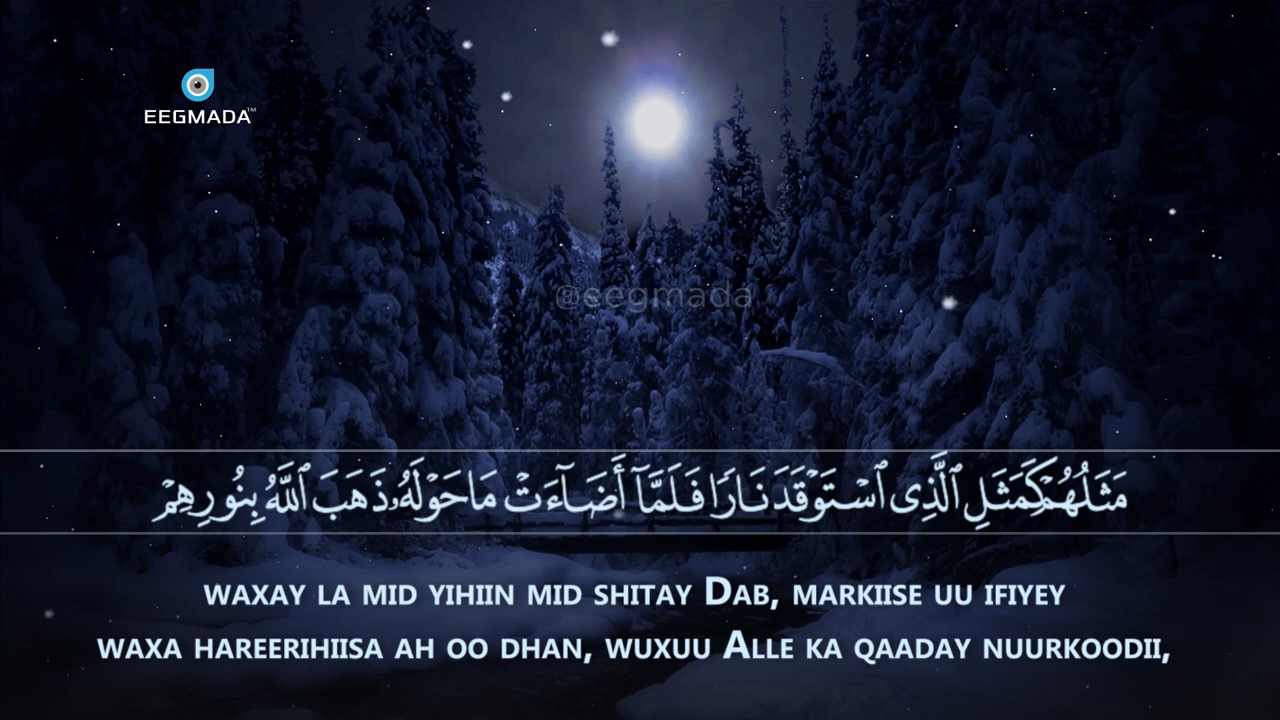 EEGMADA™
@eegmada
مَثَلُهُمْ كَمَثَلِ ٱلَّذِى ٱسْتَوْقَدَ نَارًا فَلَمَّآ أَضَآءَتْ مَا حَوْلَهُۥ ذَهَبَ ٱللَّهُ بِنُورِهِمْ
WAXAY LA MID YIHIIN MID SHITAY DAB, MARKIISE UU IFIYEY
WAXA HAREERIHIISA AH OO DHAN, WUXUU ALLE KA QAADAY NUURKOODII,